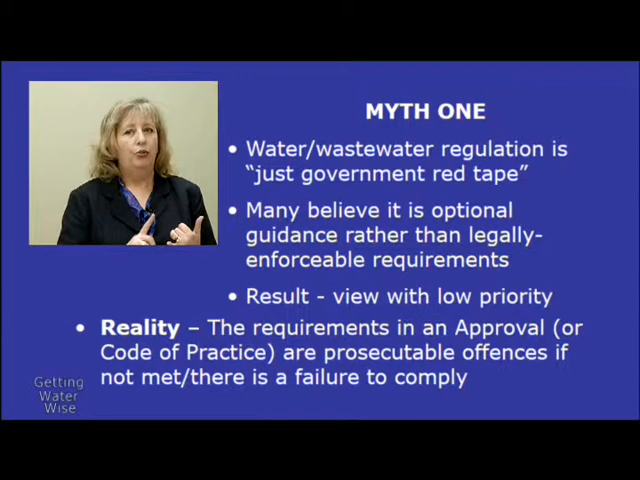 MYTH ONE
• Water/wastewater regulation is
“just government red tape”
• Many believe it is optional
guidance rather than legally-
enforceable requirements
• Result - view with low priority
• Reality – The requirements in an Approval (or
Code of Practice) are prosecutable offences if
not met/there is a failure to comply
Getting
Water
Wise